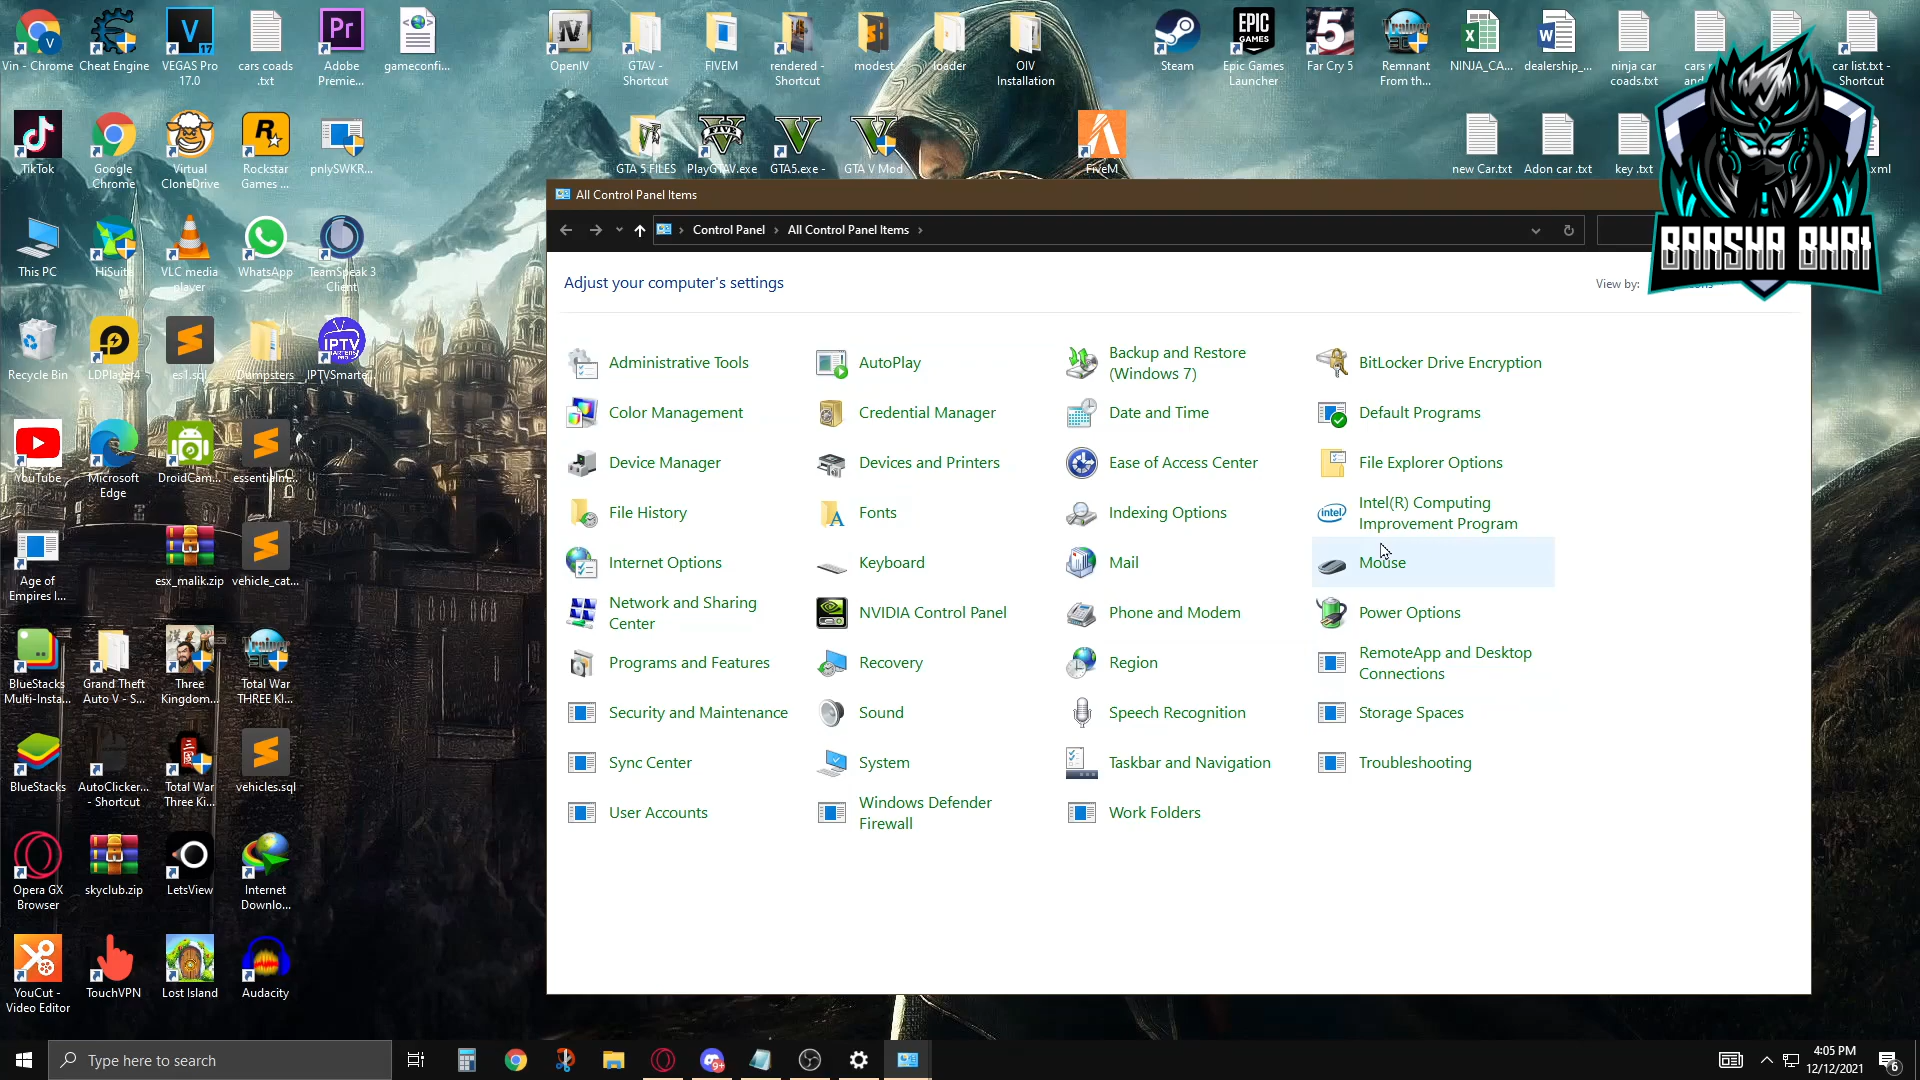 Vin - Chrome
Cheat Engine
VEGAS Pro
17.0
cars coads
.txt
Adobe
Premie...
gameconfi...
OpenIV
GTAV -
Shortcut
FIVEM
rendered -
Shortcut
modest
loader
OIV
Installation
Steam
Epic Games
Launcher
Far Cry 5
Remnant
From th...
NINJA_CA...
dealership_...
ninja car
coads.txt
car list.txt -
Shortcut
TikTok
Google
Chrome
Virtual
CloneDrive
Rockstar
Games ...
pnlySWKR...
GTA 5 FILES
PlayGTAV.exe
GTA5.exe -
GTA V Mod
FiveM
new Car.txt
Adon car .txt
key .txt
.xml
BAASHA BHAI
This PC
HiSuite
VLC media
player
WhatsApp
TeamSpeak 3
Client
Recycle Bin
LDPlayer4
es1.sql
Dumpsters
IPTVSmarte...
YouTube
Microsoft
Edge
DroidCam...
essentialm...
Age of
Empires I...
esx_malik.zip
vehicle_cat...
BlueStacks
Multi-Insta...
Grand Theft
Auto V - S...
Three
Kingdom...
Total War
THREE KI...
BlueStacks
AutoClicker...
- Shortcut
Total War
Three Ki...
vehicles.sql
Opera GX
Browser
skyclub.zip
LetsView
Internet
Downlo...
YouCut -
Video Editor
TouchVPN
Lost Island
Audacity
All Control Panel Items
Control Panel
All Control Panel Items
Adjust your computer's settings
View by:
Administrative Tools
AutoPlay
Backup and Restore
(Windows 7)
BitLocker Drive Encryption
Color Management
Credential Manager
Date and Time
Default Programs
Device Manager
Devices and Printers
Ease of Access Center
File Explorer Options
File History
Fonts
Indexing Options
Intel(R) Computing
Improvement Program
Internet Options
Keyboard
Mail
Mouse
Network and Sharing
Center
NVIDIA Control Panel
Phone and Modem
Power Options
Programs and Features
Recovery
Region
RemoteApp and Desktop
Connections
Security and Maintenance
Sound
Speech Recognition
Storage Spaces
Sync Center
System
Taskbar and Navigation
Troubleshooting
User Accounts
Windows Defender
Firewall
Work Folders
Type here to search
4:05 PM
12/12/2021
6